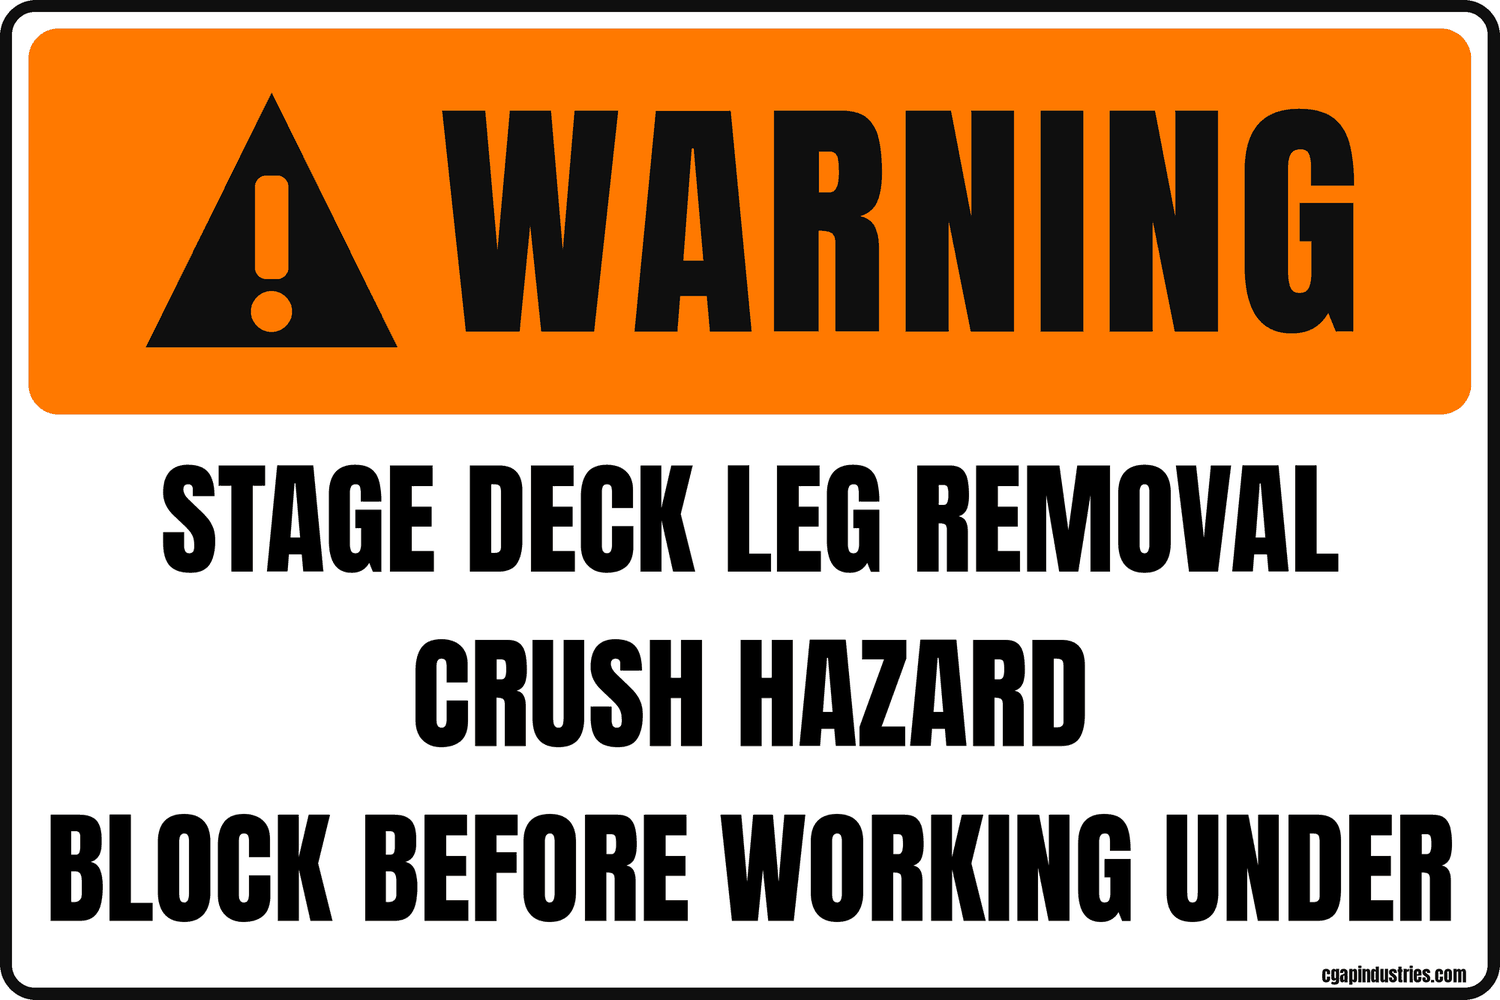 WARNING
STAGE DECK LEG REMOVAL
CRUSH HAZARD
BLOCK BEFORE WORKING UNDER
cgapindustries.com